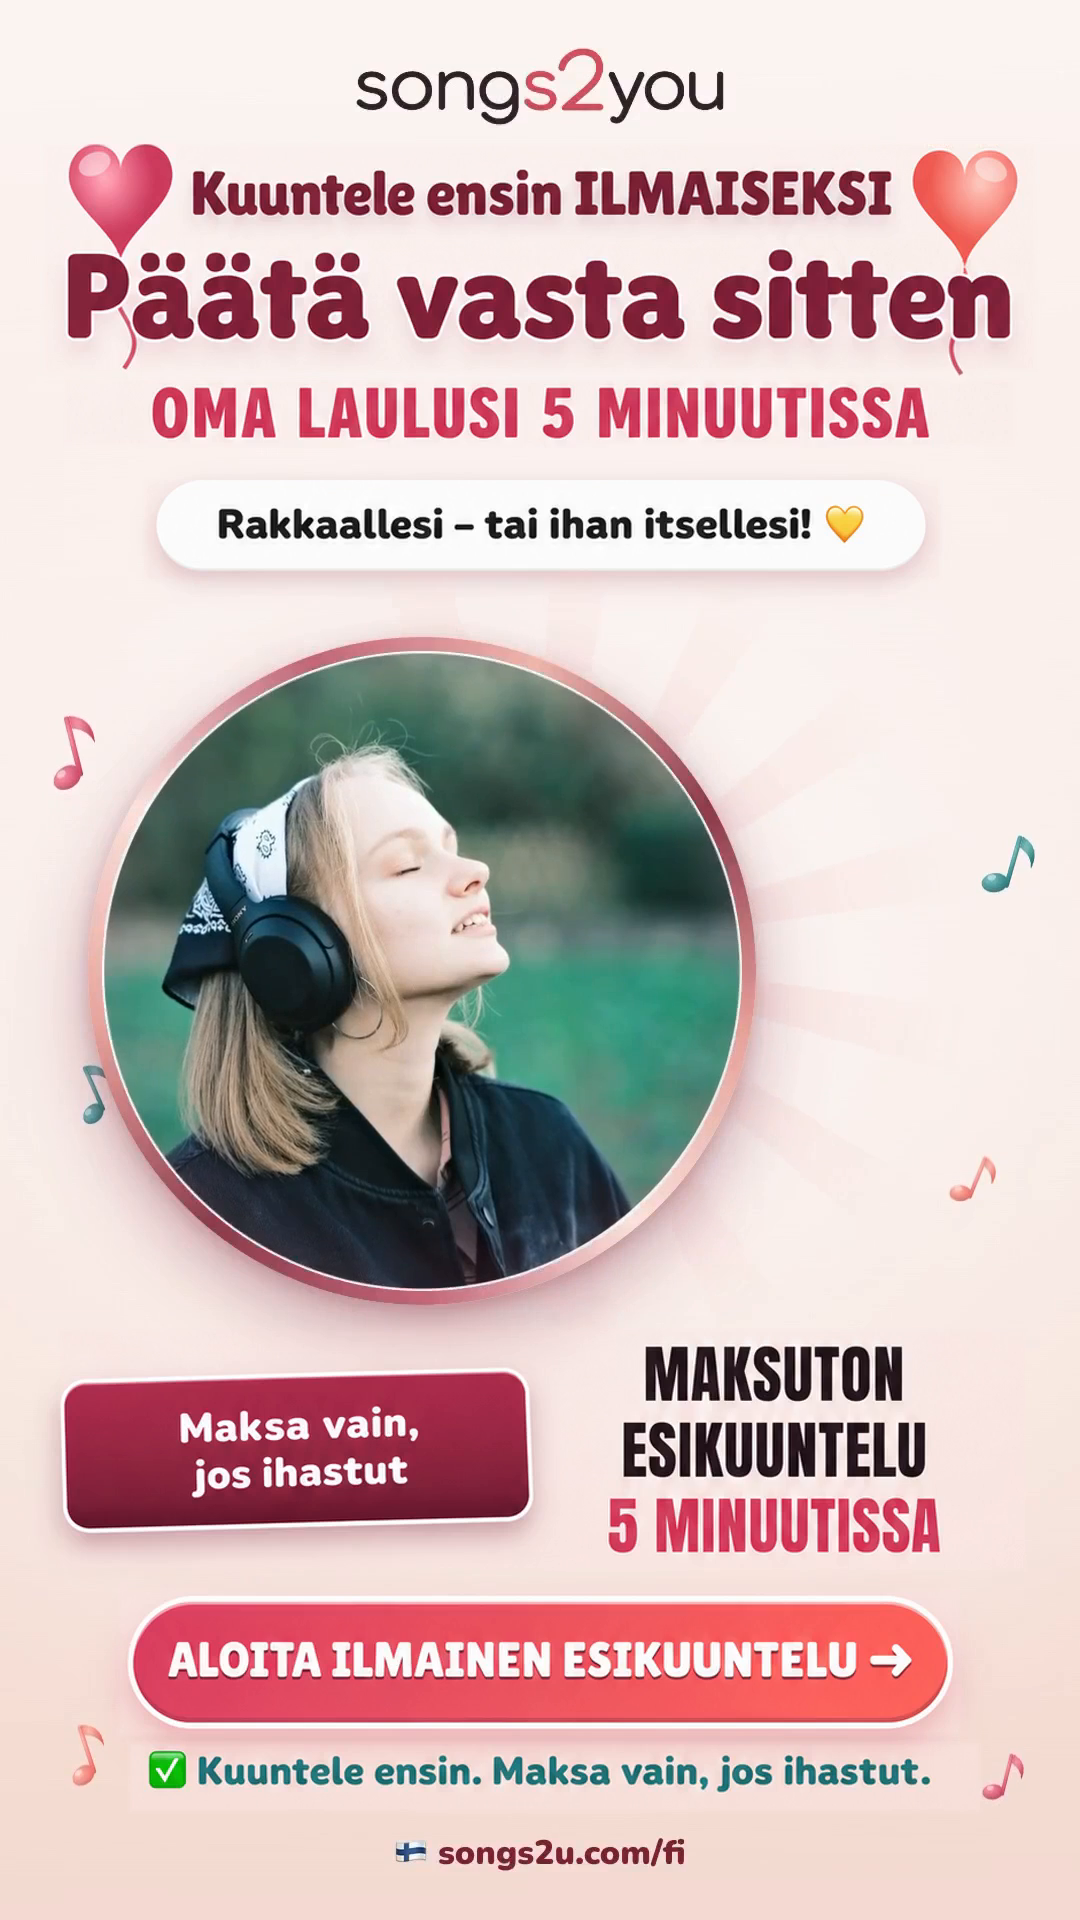 songs2you
Kuuntele ensin ILMAISEKSI
Päätä vasta sitten
OMA LAULUSI 5 MINUUTISSA
Rakkaallesi – tai ihan itsellesi! 💛
SONY
Maksa vain,
jos ihastut
MAKSUTON
ESIKUUNTELU
5 MINUUTISSA
ALOITA ILMAINEN ESIKUUNTELU →
✅ Kuuntele ensin. Maksa vain, jos ihastut.
🇫🇮 songs2u.com/fi